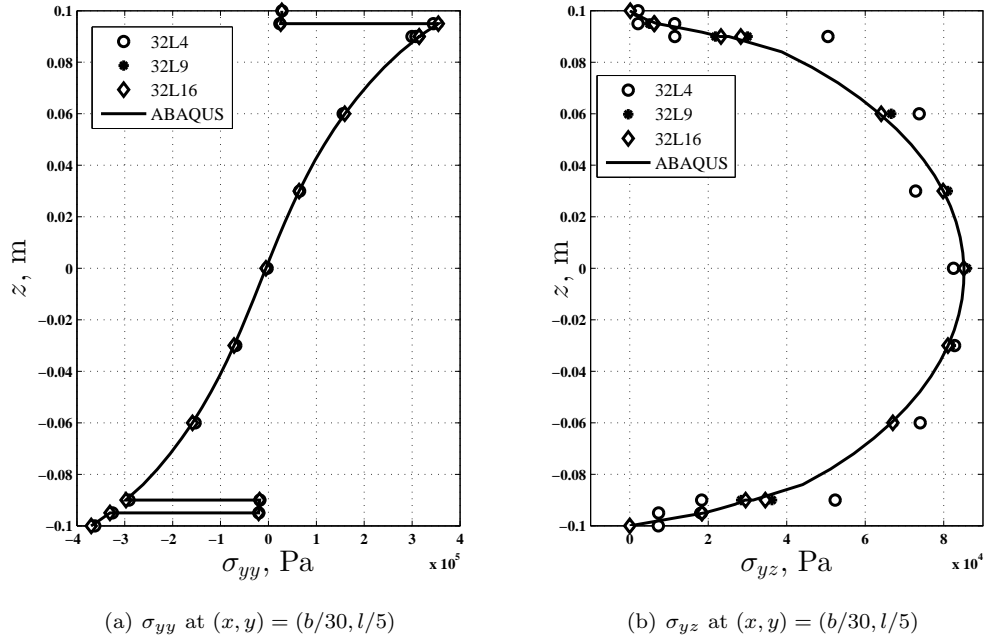 32L4
32L9
32L16
ABAQUS
0.1
0.08
0.06
0.04
0.02
0
−0.02
−0.04
−0.06
−0.08
−0.1
z, m
−4 −3 −2 −1 0 1 2 3 4
x 10^5
σ_yy, Pa
(a) σ_yy at (x, y) = (b/30, l/5)
32L4
32L9
32L16
ABAQUS
0.1
0.08
0.06
0.04
0.02
0
−0.02
−0.04
−0.06
−0.08
−0.1
z, m
0 2 4 6 8
x 10^4
σ_yz, Pa
(b) σ_yz at (x, y) = (b/30, l/5)